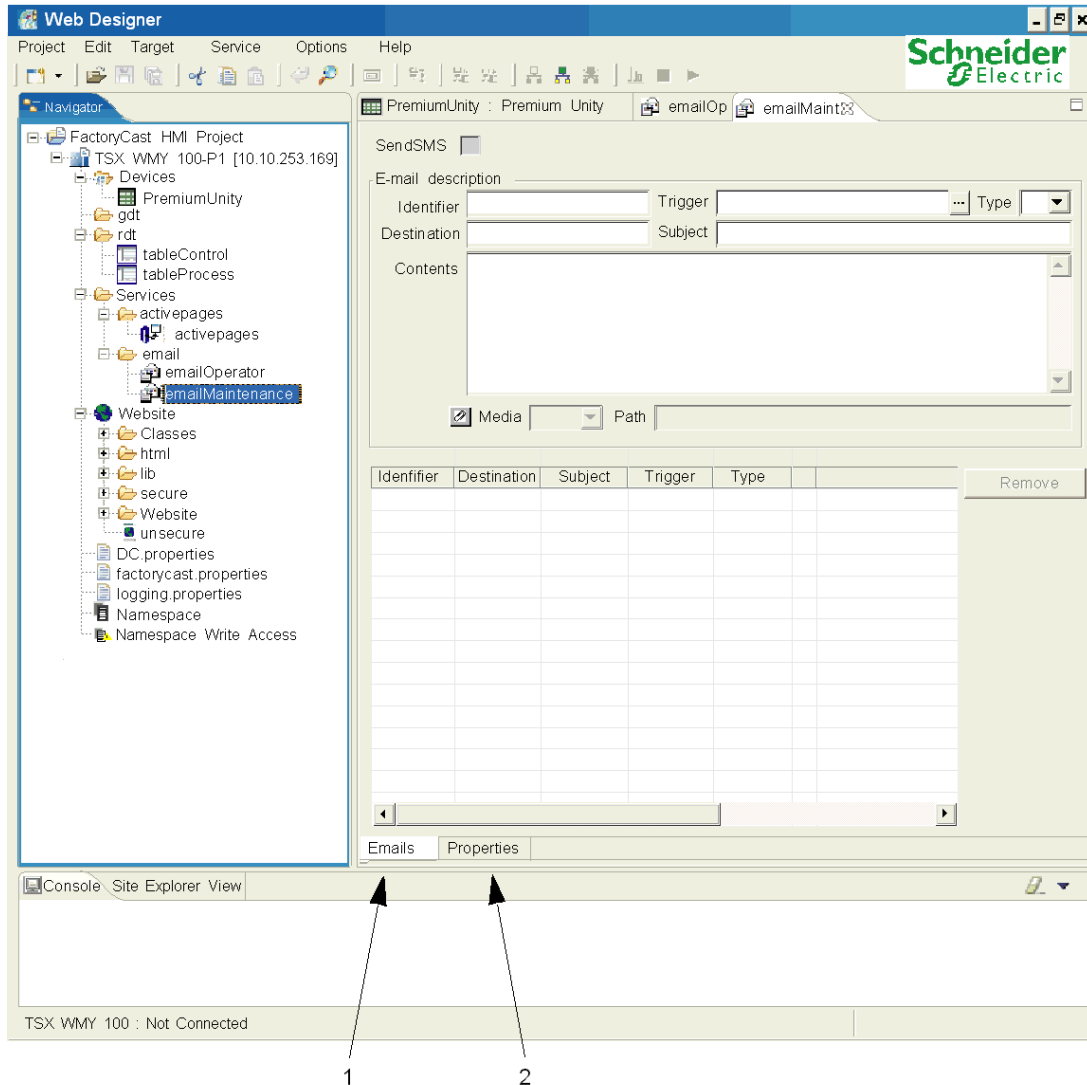 Web Designer
Project Edit Target Service Options Help
Schneider
Electric
Navigator
FactoryCast HMI Project
TSX WMY 100-P1 [10.10.253.169]
Devices
PremiumUnity
gdt
rdt
tableControl
tableProcess
Services
activepages
activepages
email
emailOperator
emailMaintenance
Website
Classes
html
lib
secure
Website
unsecure
DC.properties
factorycast.properties
logging.properties
Namespace
Namespace Write Access
PremiumUnity : Premium Unity emailOp emailMaint
SendSMS
E-mail description
Identifier Trigger ... Type
Destination Subject
Contents
Media Path
Idenfifier Destination Subject Trigger Type
Remove
Emails Properties
Console Site Explorer View
TSX WMY 100 : Not Connected
1 2